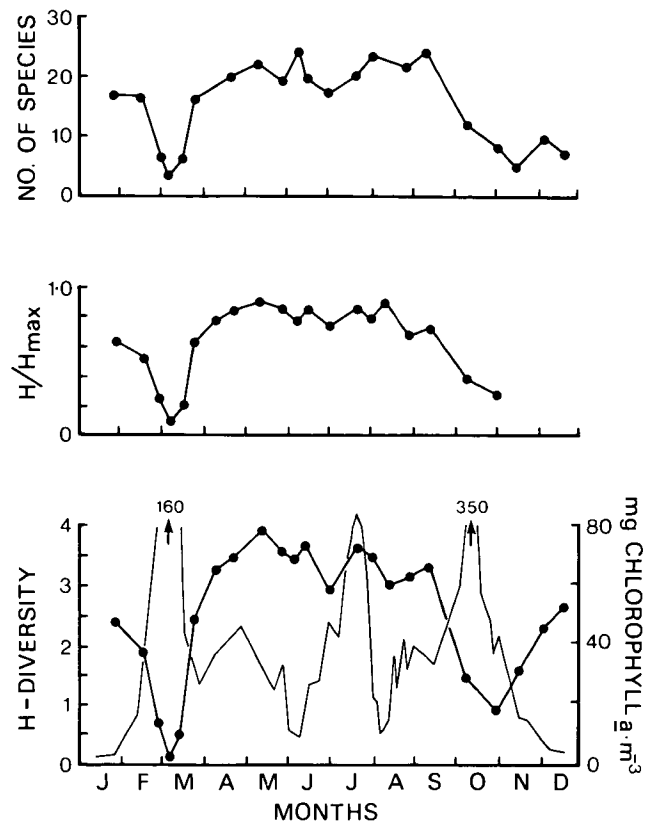 30
20
10
0
NO. OF SPECIES
1·0
0
H/Hmax
160
350
4
3
2
1
0
H-DIVERSITY
80
40
0
mg CHLOROPHYLL a·m-3
J F M A M J J A S O N D
MONTHS